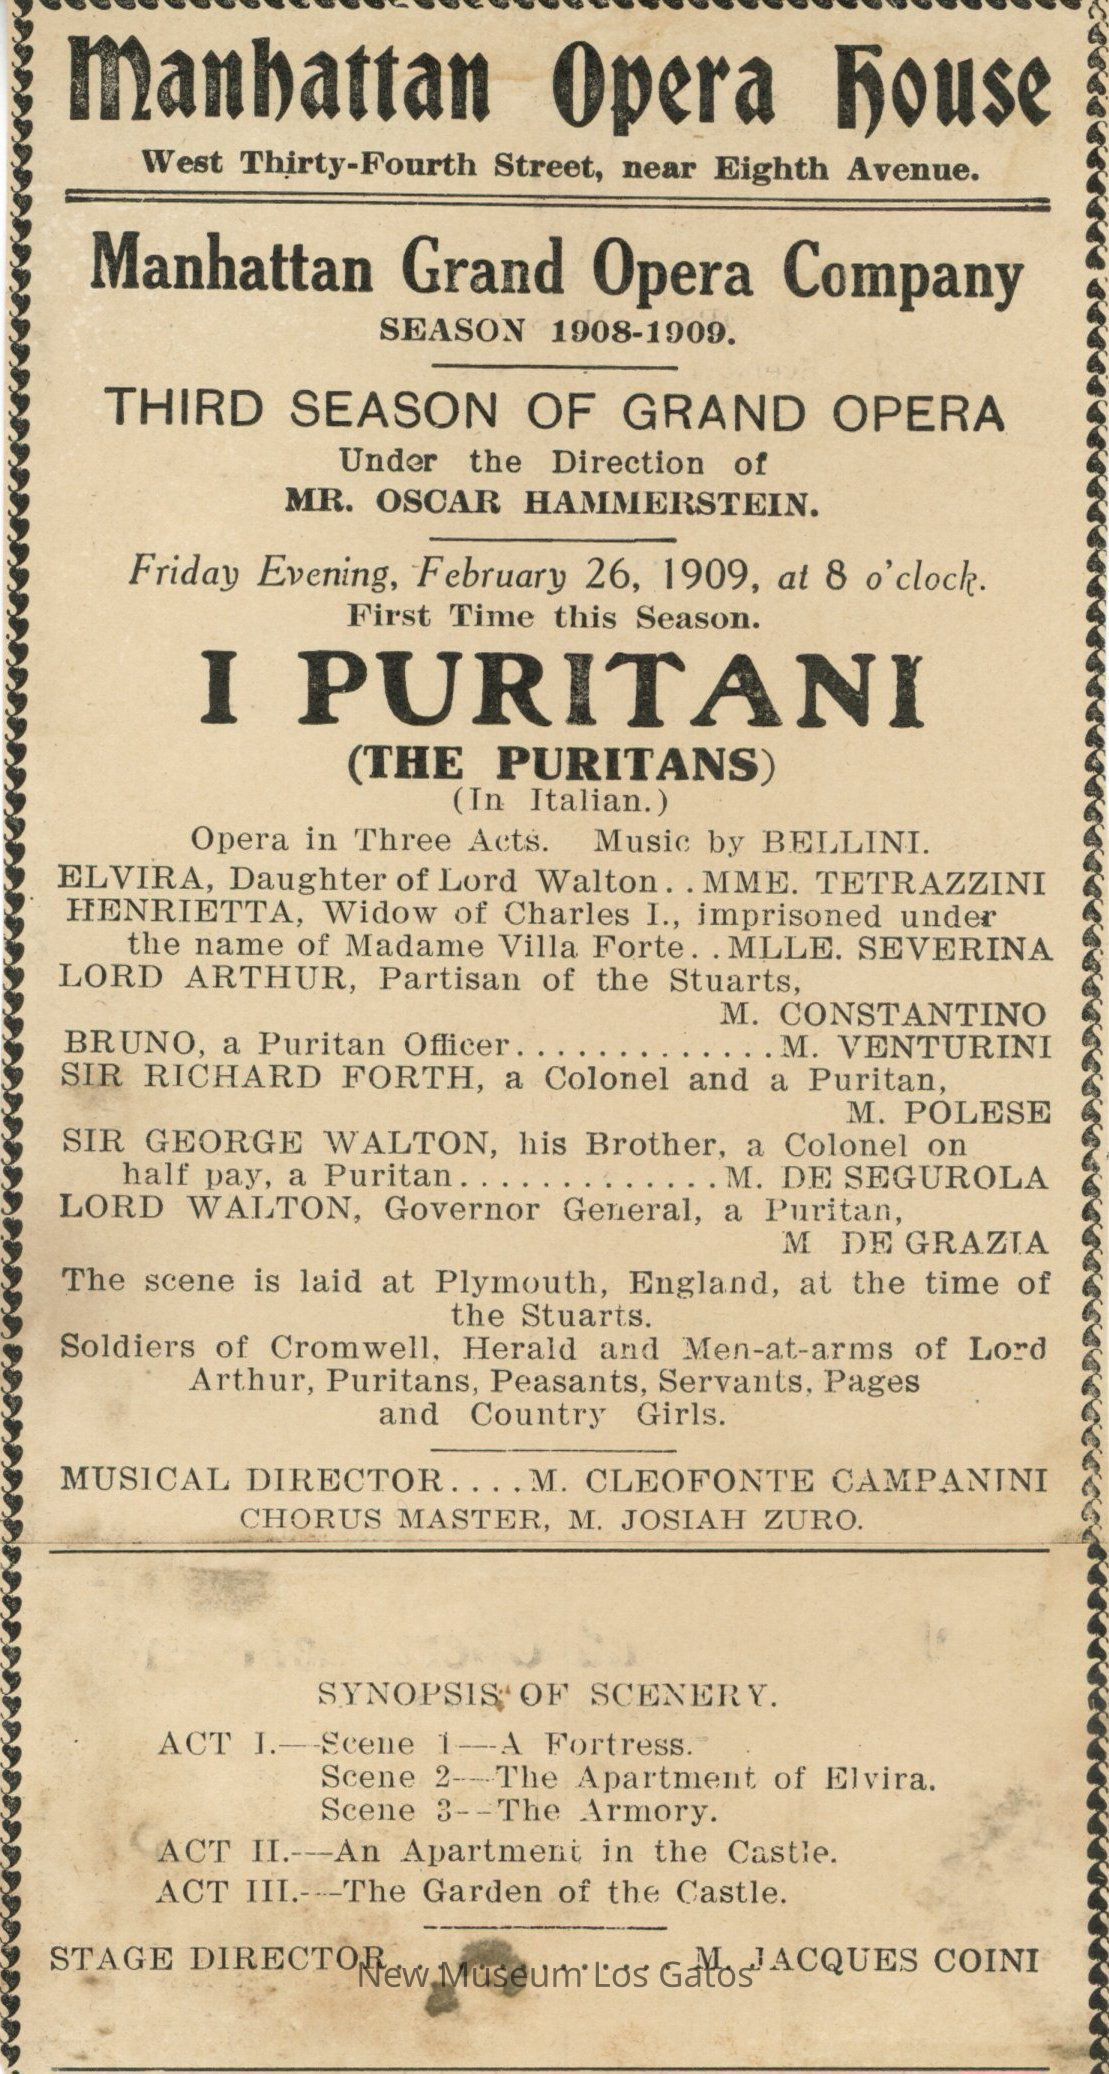 Manhattan Opera House
West Thirty-Fourth Street, near Eighth Avenue.
Manhattan Grand Opera Company
SEASON 1908-1909.
THIRD SEASON OF GRAND OPERA
Under the Direction of
MR. OSCAR HAMMERSTEIN.
Friday Evening, February 26, 1909, at 8 o'clock.
First Time this Season.
I PURITANI
(THE PURITANS)
(In Italian.)
Opera in Three Acts. Music by BELLINI.
ELVIRA, Daughter of Lord Walton..MME. TETRAZZINI
HENRIETTA, Widow of Charles I., imprisoned under
the name of Madame Villa Forte..MLLE. SEVERINA
LORD ARTHUR, Partisan of the Stuarts,
M. CONSTANTINO
BRUNO, a Puritan Officer.............M. VENTURINI
SIR RICHARD FORTH, a Colonel and a Puritan,
M. POLESE
SIR GEORGE WALTON, his Brother, a Colonel on
half pay, a Puritan.............M. DE SEGUROLA
LORD WALTON, Governor General, a Puritan,
M DE GRAZIA
The scene is laid at Plymouth, England, at the time of
the Stuarts.
Soldiers of Cromwell, Herald and Men-at-arms of Lord
Arthur, Puritans, Peasants, Servants, Pages
and Country Girls.
MUSICAL DIRECTOR....M. CLEOFONTE CAMPANINI
CHORUS MASTER, M. JOSIAH ZURO.
SYNOPSIS OF SCENERY.
ACT I.—Scene 1—A Fortress.
Scene 2—The Apartment of Elvira.
Scene 3—The Armory.
ACT II.—An Apartment in the Castle.
ACT III.—The Garden of the Castle.
STAGE DIRECTOR.............M. JACQUES COINI
New Museum Los Gatos